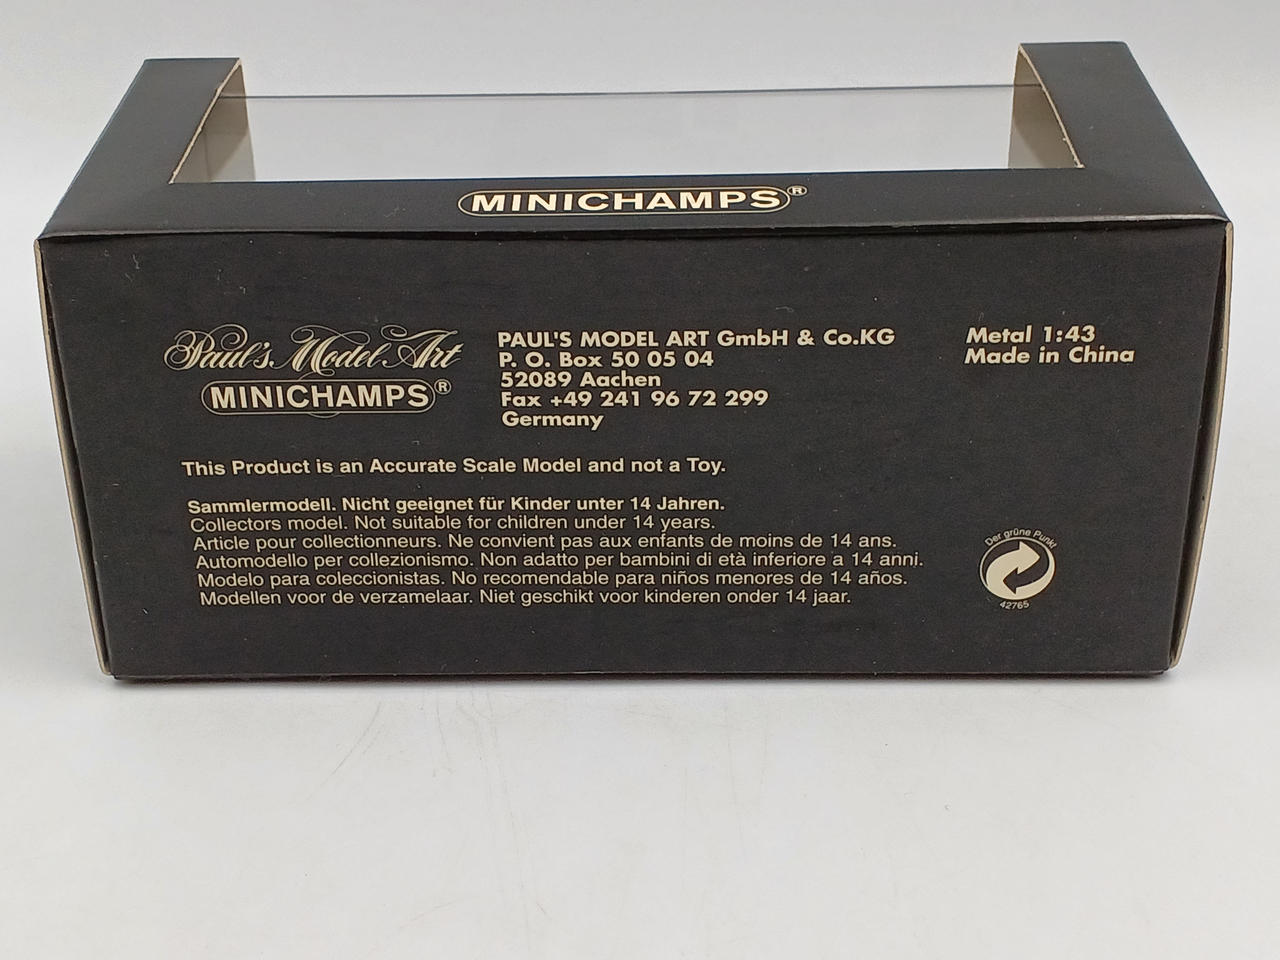 MINICHAMPS®
Paul's Model Art
MINICHAMPS®
PAUL'S MODEL ART GmbH & Co.KG
P. O. Box 50 05 04
52089 Aachen
Fax +49 241 96 72 299
Germany
Metal 1:43
Made in China
This Product is an Accurate Scale Model and not a Toy.
Sammlermodell. Nicht geeignet für Kinder unter 14 Jahren.
Collectors model. Not suitable for children under 14 years.
Article pour collectionneurs. Ne convient pas aux enfants de moins de 14 ans.
Automodello per collezionismo. Non adatto per bambini di età inferiore a 14 anni.
Modelo para coleccionistas. No recomendable para niños menores de 14 años.
Modellen voor de verzamelaar. Niet geschikt voor kinderen onder 14 jaar.
Der grüne Punkt
42765